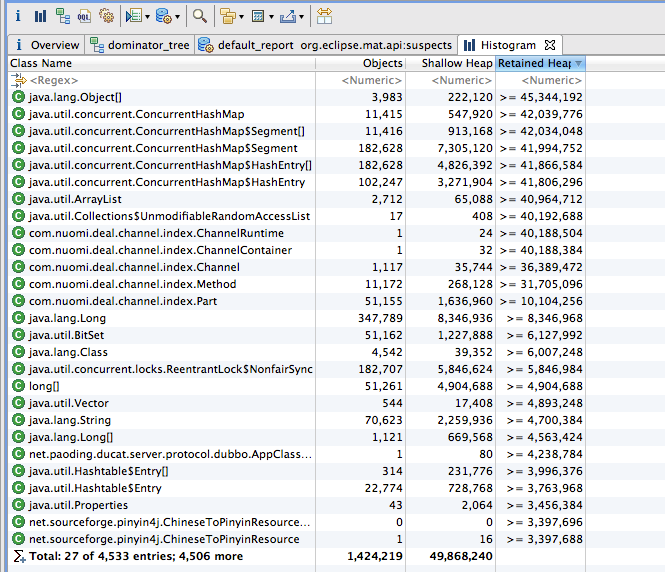 i OQL
i Overview dominator_tree default_report org.eclipse.mat.api:suspects Histogram
Class Name Objects Shallow Heap Retained Heap
<Regex> <Numeric> <Numeric> <Numeric>
java.lang.Object[] 3,983 222,120 >= 45,344,192
java.util.concurrent.ConcurrentHashMap 11,415 547,920 >= 42,039,776
java.util.concurrent.ConcurrentHashMap$Segment[] 11,416 913,168 >= 42,034,048
java.util.concurrent.ConcurrentHashMap$Segment 182,628 7,305,120 >= 41,994,752
java.util.concurrent.ConcurrentHashMap$HashEntry[] 182,628 4,826,392 >= 41,866,584
java.util.concurrent.ConcurrentHashMap$HashEntry 102,247 3,271,904 >= 41,806,296
java.util.ArrayList 2,712 65,088 >= 40,964,712
java.util.Collections$UnmodifiableRandomAccessList 17 408 >= 40,192,688
com.nuomi.deal.channel.index.ChannelRuntime 1 24 >= 40,188,504
com.nuomi.deal.channel.index.ChannelContainer 1 32 >= 40,188,384
com.nuomi.deal.channel.index.Channel 1,117 35,744 >= 36,389,472
com.nuomi.deal.channel.index.Method 11,172 268,128 >= 31,705,096
com.nuomi.deal.channel.index.Part 51,155 1,636,960 >= 10,104,256
java.lang.Long 347,789 8,346,936 >= 8,346,968
java.util.BitSet 51,162 1,227,888 >= 6,127,992
java.lang.Class 4,542 39,352 >= 6,007,248
java.util.concurrent.locks.ReentrantLock$NonfairSync 182,707 5,846,624 >= 5,846,984
long[] 51,261 4,904,688 >= 4,904,688
java.util.Vector 544 17,408 >= 4,893,248
java.lang.String 70,623 2,259,936 >= 4,700,384
java.lang.Long[] 1,121 669,568 >= 4,563,424
net.paoding.ducat.server.protocol.dubbo.AppClass... 1 80 >= 4,238,784
java.util.Hashtable$Entry[] 314 231,776 >= 3,996,376
java.util.Hashtable$Entry 22,774 728,768 >= 3,763,968
java.util.Properties 43 2,064 >= 3,456,384
net.sourceforge.pinyin4j.ChineseToPinyinResource... 0 0 >= 3,397,696
net.sourceforge.pinyin4j.ChineseToPinyinResource 1 16 >= 3,397,688
Total: 27 of 4,533 entries; 4,506 more 1,424,219 49,868,240